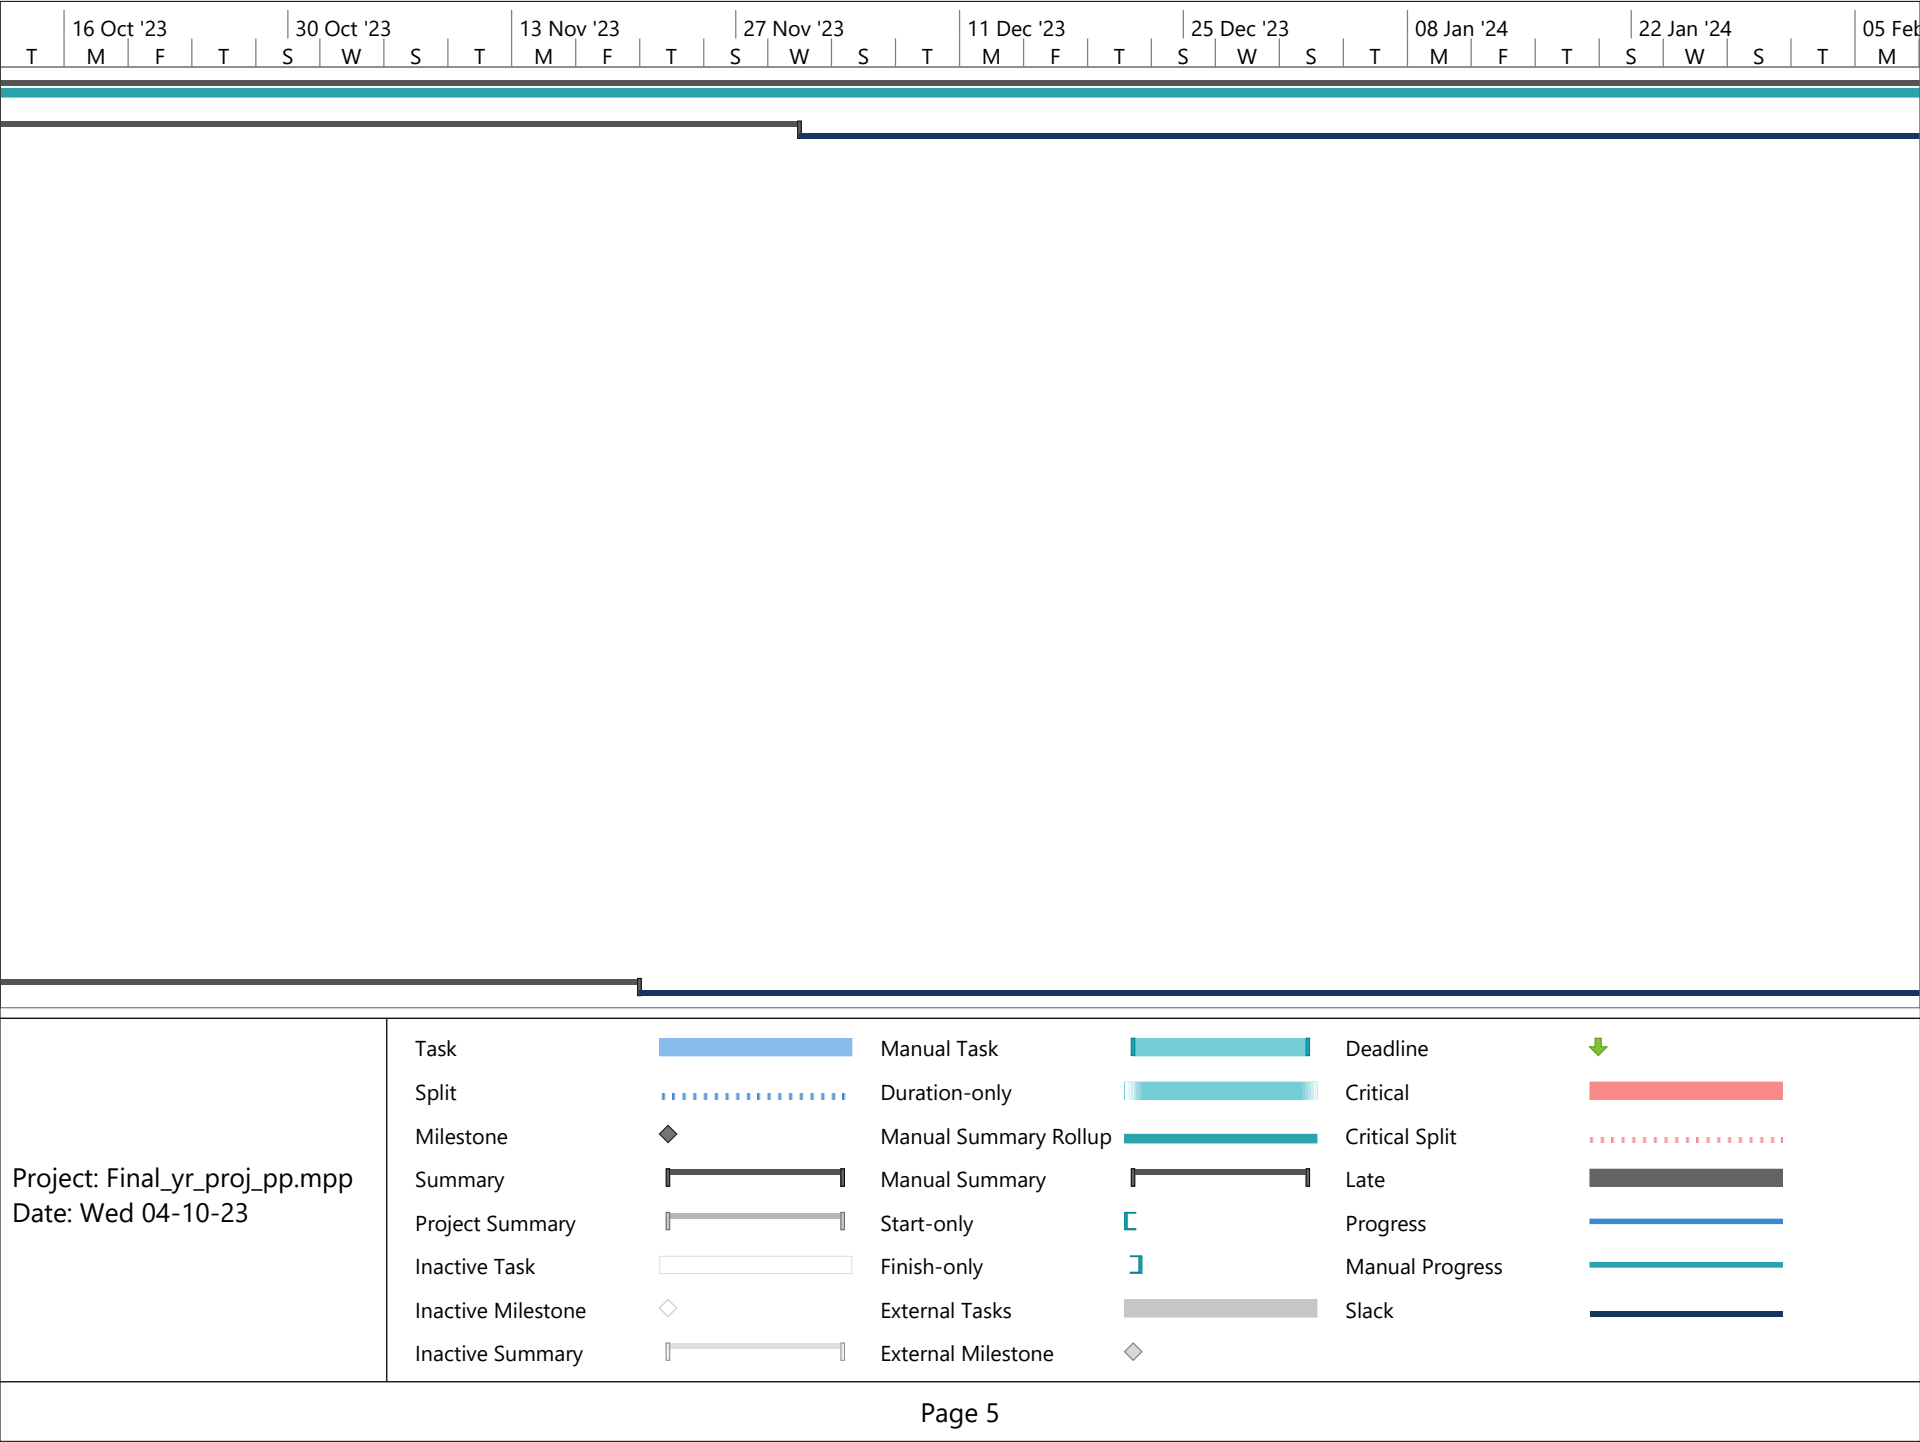 16 Oct '23 30 Oct '23 13 Nov '23 27 Nov '23 11 Dec '23 25 Dec '23 08 Jan '24 22 Jan '24 05 Feb
T M F T S W S T M F T S W S T M F T S W S T M F T S W S T M
Project: Final_yr_proj_pp.mpp
Date: Wed 04-10-23
Task Manual Task Deadline
Split Duration-only Critical
Milestone Manual Summary Rollup Critical Split
Summary Manual Summary Late
Project Summary Start-only Progress
Inactive Task Finish-only Manual Progress
Inactive Milestone External Tasks Slack
Inactive Summary External Milestone
Page 5